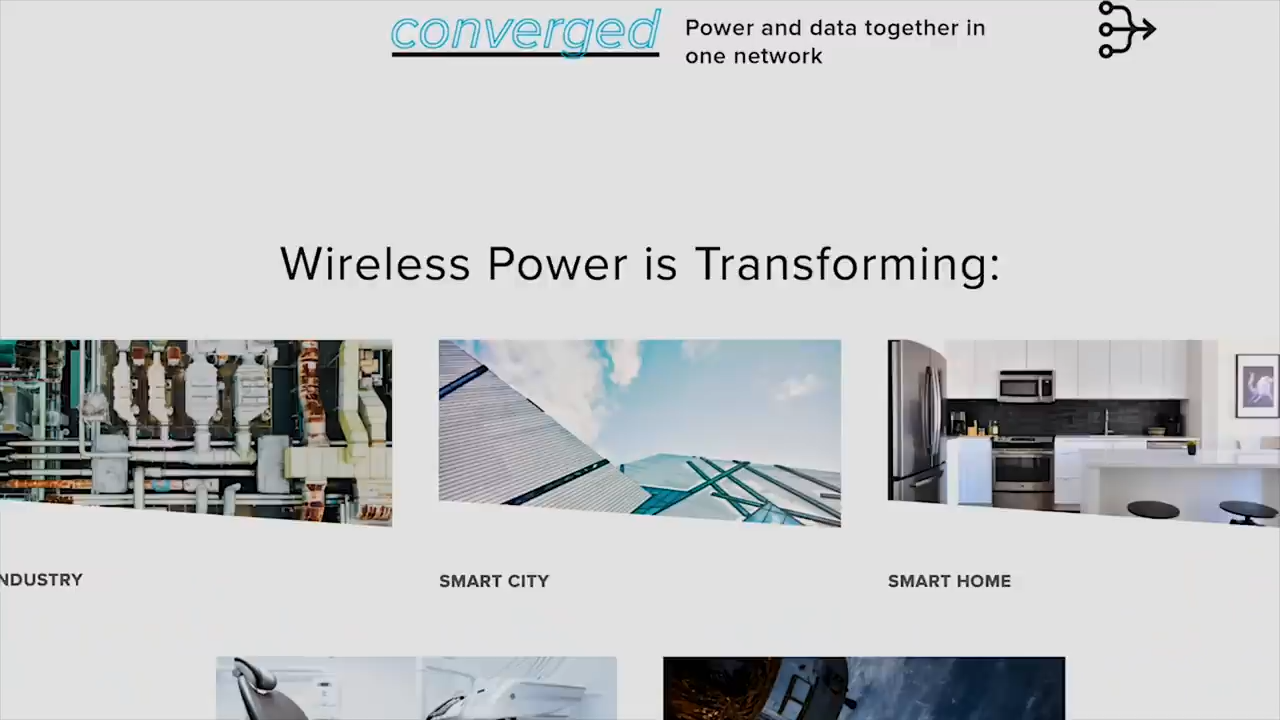 converged
Power and data together in
one network
Wireless Power is Transforming:
NDUSTRY
SMART CITY
SMART HOME